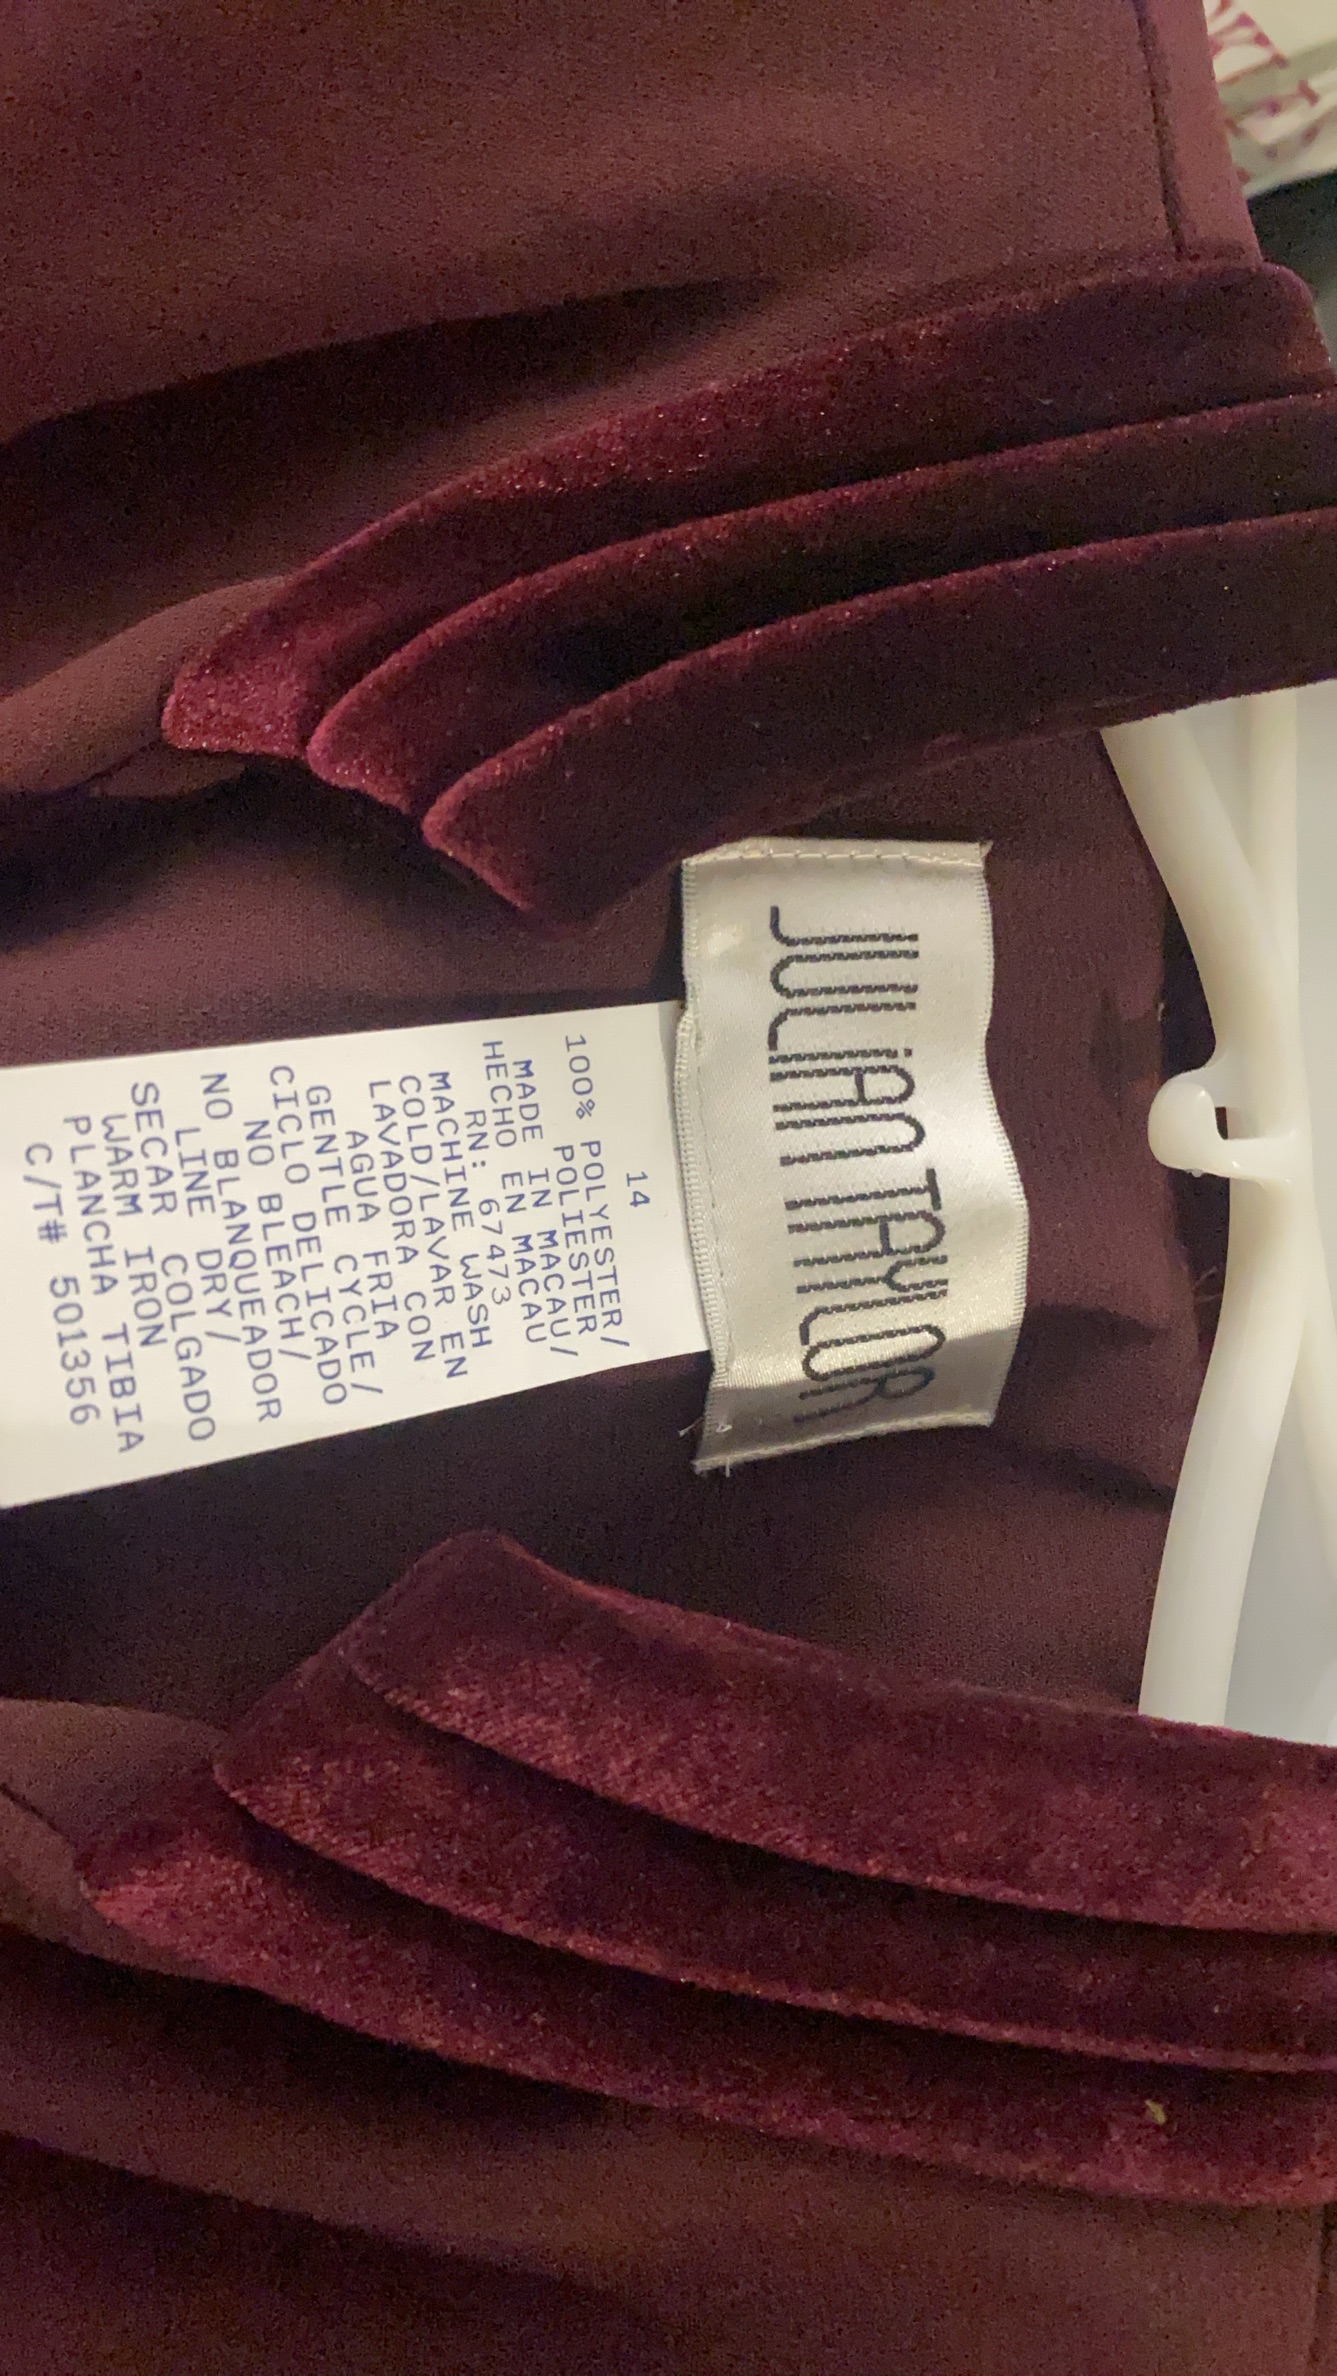 JULIAN TAYLOR
14
100% POLYESTER/
POLIESTER
MADE IN MACAU/
HECHO EN MACAU
RN: 67473
MACHINE WASH
COLD/LAVAR EN
LAVADORA CON
AGUA FRIA
GENTLE CYCLE/
CICLO DELICADO
NO BLEACH/
NO BLANQUEADOR
LINE DRY/
SECAR COLGADO
WARM IRON
PLANCHA TIBIA
C/T# 501356